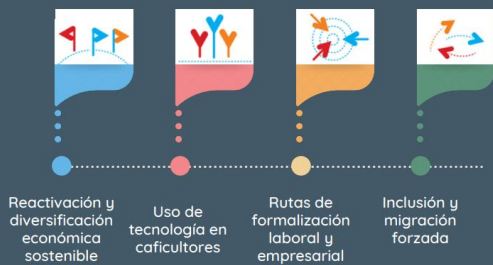 Reactivación y
diversificación
económica
sostenible
Uso de
tecnología en
caficultores
Rutas de
formalización
laboral y
empresarial
Inclusión y
migración
forzada